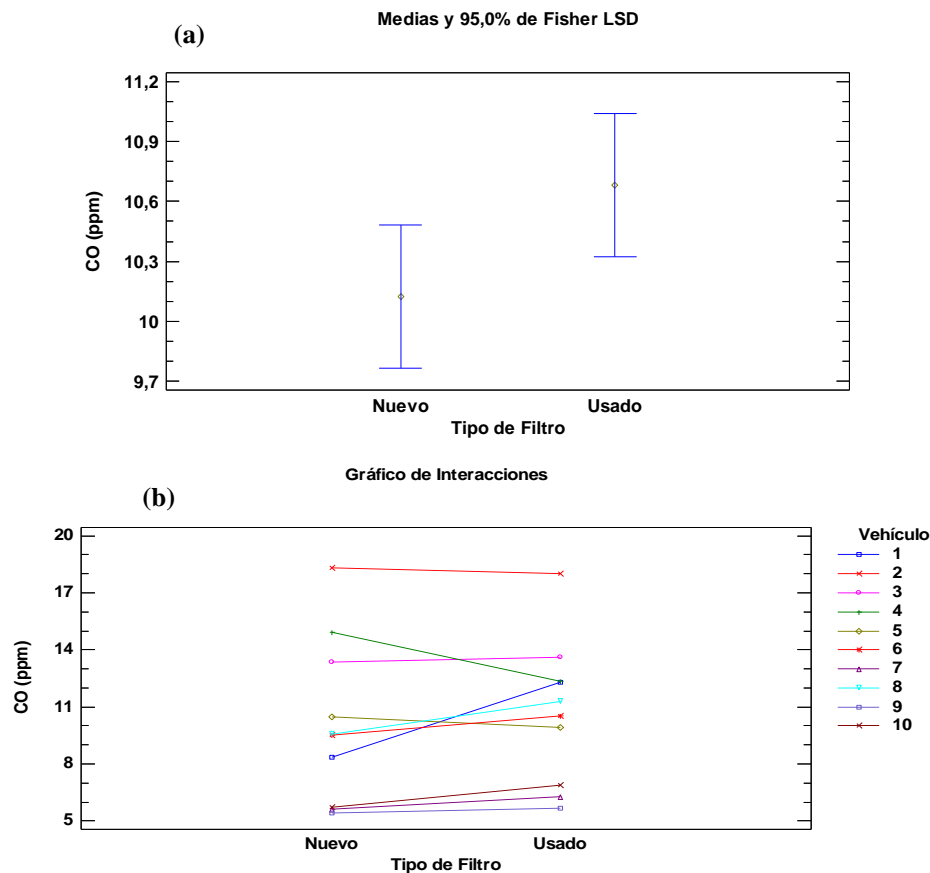 Medias y 95,0% de Fisher LSD
(a)
11,2
10,9
10,6
10,3
10
9,7
CO (ppm)
Nuevo
Usado
Tipo de Filtro
Gráfico de Interacciones
(b)
20
17
14
11
8
5
CO (ppm)
Nuevo
Usado
Tipo de Filtro
Vehículo
1
2
3
4
5
6
7
8
9
10